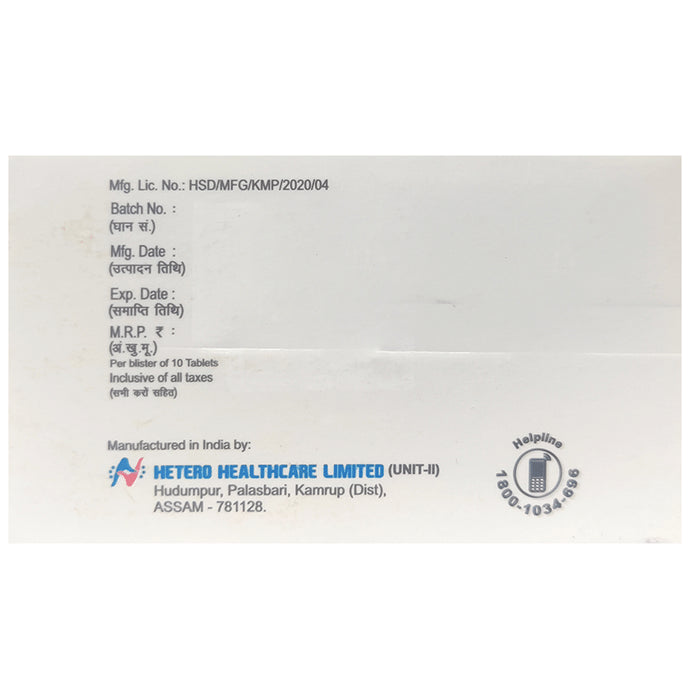 Mfg. Lic. No.: HSD/MFG/KMP/2020/04
Batch No. :
(घान सं.)
Mfg. Date :
(उत्पादन तिथि)
Exp. Date :
(समाप्ति तिथि)
M.R.P. ₹ :
(अं.खु.मू.)
Per blister of 10 Tablets
Inclusive of all taxes
(सभी करों सहित)
Manufactured in India by:
HETERO HEALTHCARE LIMITED (UNIT-II)
Hudumpur, Palasbari, Kamrup (Dist),
ASSAM - 781128.
Helpline
1800-1034-696